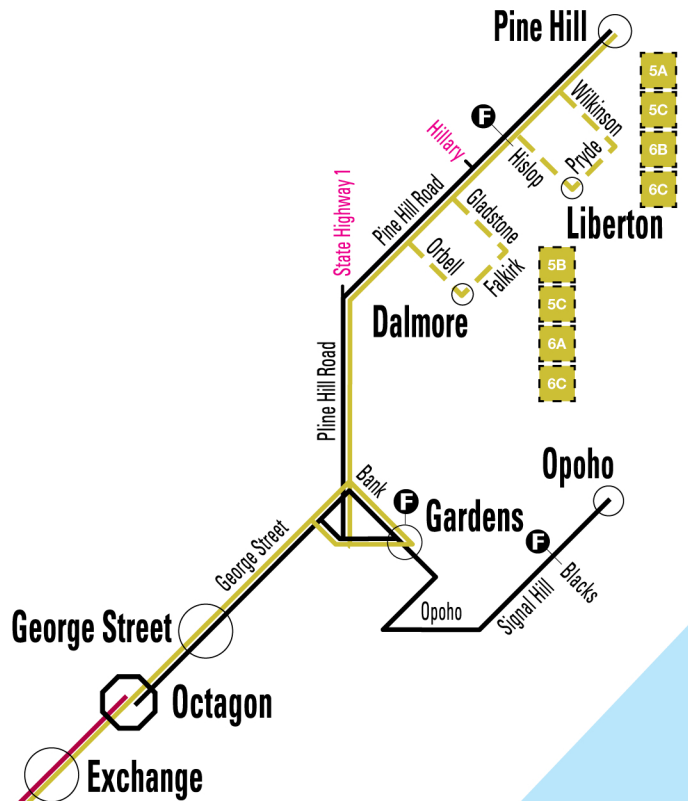 Pine Hill
5A
5C
6B
6C
Wilkinson
F
Hislop
Pryde
Hillary
Liberton
State Highway 1
Pine Hill Road
Gladstone
Orbell
Falkirk
Dalmore
5B
5C
6A
6C
Pline Hill Road
Bank
Opoho
F
Gardens
F
Blacks
George Street
Opoho
Signal Hill
George Street
Octagon
Exchange